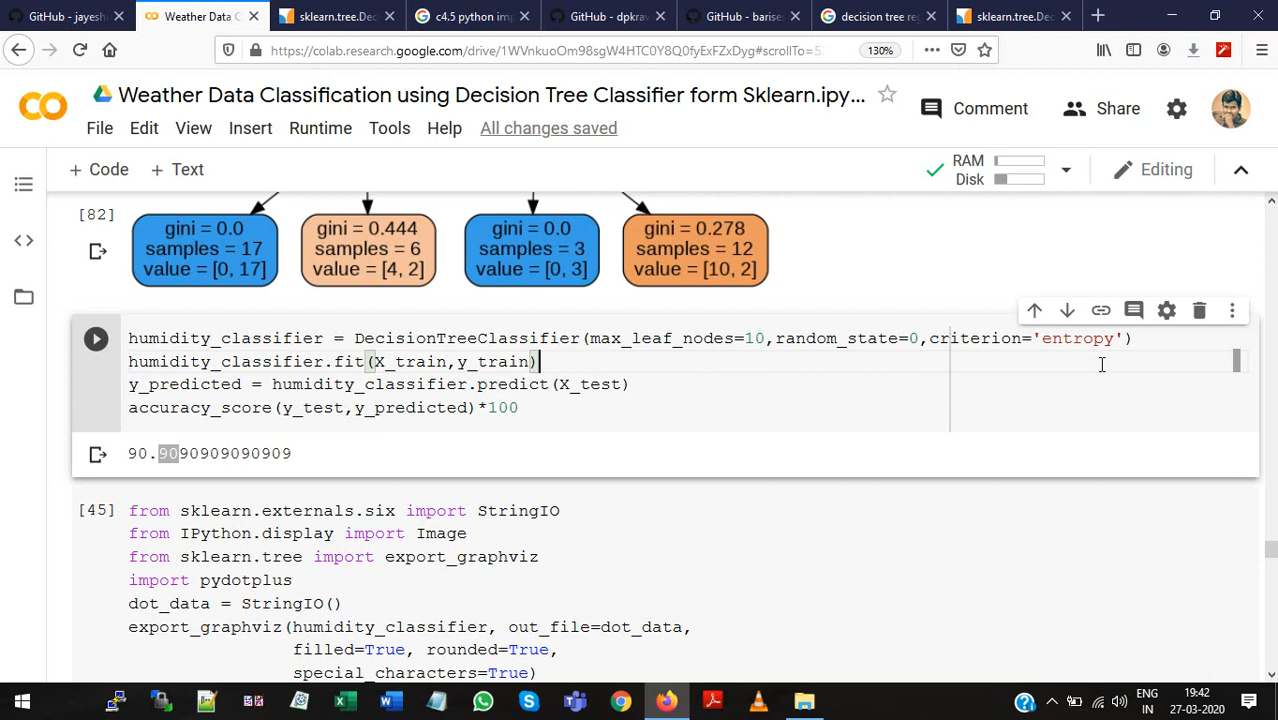 GitHub - jayesh
Weather Data C
sklearn.tree.Dec
c4.5 python imp
GitHub - dpkrav
GitHub - barises
decision tree reg
sklearn.tree.Dec
https://colab.research.google.com/drive/1WVnkuoOm98sgW4HTC0Y8Q0fyExFZxDyg#scrollTo=5
130%
CO
Weather Data Classification using Decision Tree Classifier form Sklearn.ipy...
Comment
Share
File Edit View Insert Runtime Tools Help All changes saved
+ Code + Text
RAM
Disk
Editing
[82]
gini = 0.0
samples = 17
value = [0, 17]
gini = 0.444
samples = 6
value = [4, 2]
gini = 0.0
samples = 3
value = [0, 3]
gini = 0.278
samples = 12
value = [10, 2]
humidity_classifier = DecisionTreeClassifier(max_leaf_nodes=10,random_state=0,criterion='entropy')
humidity_classifier.fit(X_train,y_train)
y_predicted = humidity_classifier.predict(X_test)
accuracy_score(y_test,y_predicted)*100
90.9090909090909
[45]
from sklearn.externals.six import StringIO
from IPython.display import Image
from sklearn.tree import export_graphviz
import pydotplus
dot_data = StringIO()
export_graphviz(humidity_classifier, out_file=dot_data,
filled=True, rounded=True,
special_characters=True)
ENG
IN
19:42
27-03-2020